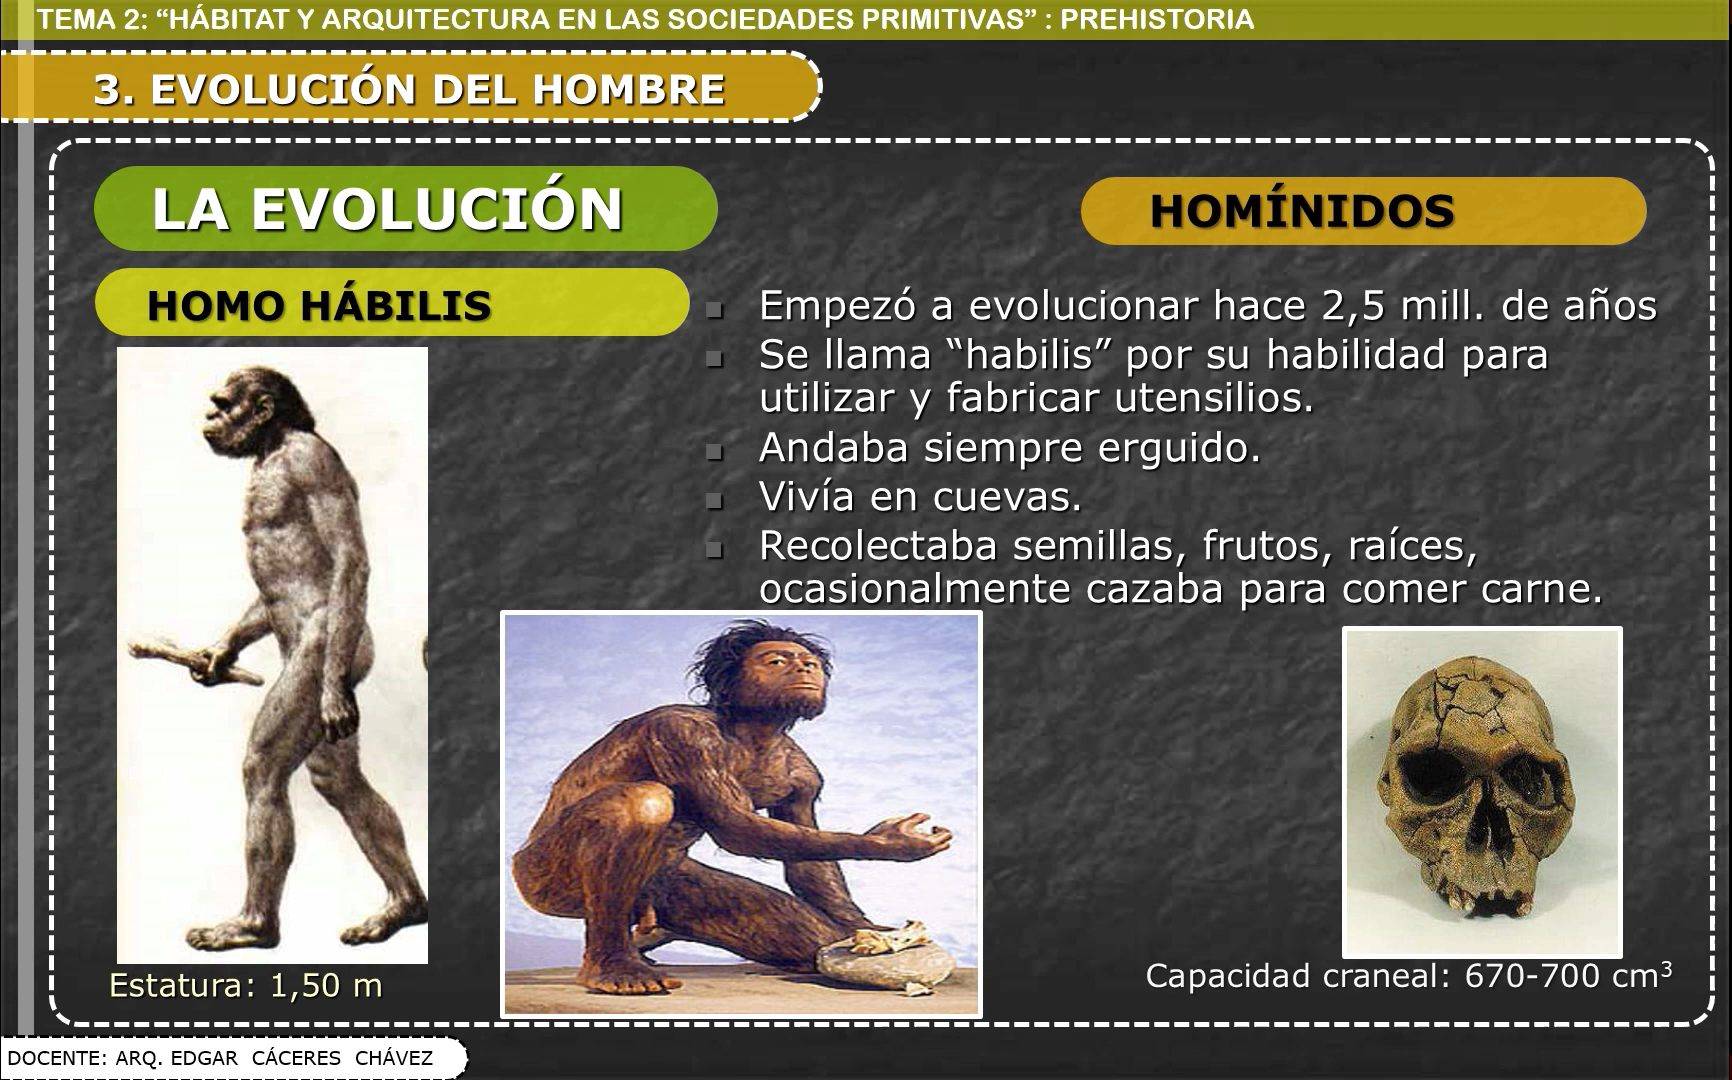 TEMA 2: “HÁBITAT Y ARQUITECTURA EN LAS SOCIEDADES PRIMITIVAS” : PREHISTORIA
3. EVOLUCIÓN DEL HOMBRE
LA EVOLUCIÓN
HOMÍNIDOS
HOMO HÁBILIS
Empezó a evolucionar hace 2,5 mill. de años
Se llama “habilis” por su habilidad para
utilizar y fabricar utensilios.
Andaba siempre erguido.
Vivía en cuevas.
Recolectaba semillas, frutos, raíces,
ocasionalmente cazaba para comer carne.
Estatura: 1,50 m
Capacidad craneal: 670-700 cm³
DOCENTE: ARQ. EDGAR CÁCERES CHÁVEZ